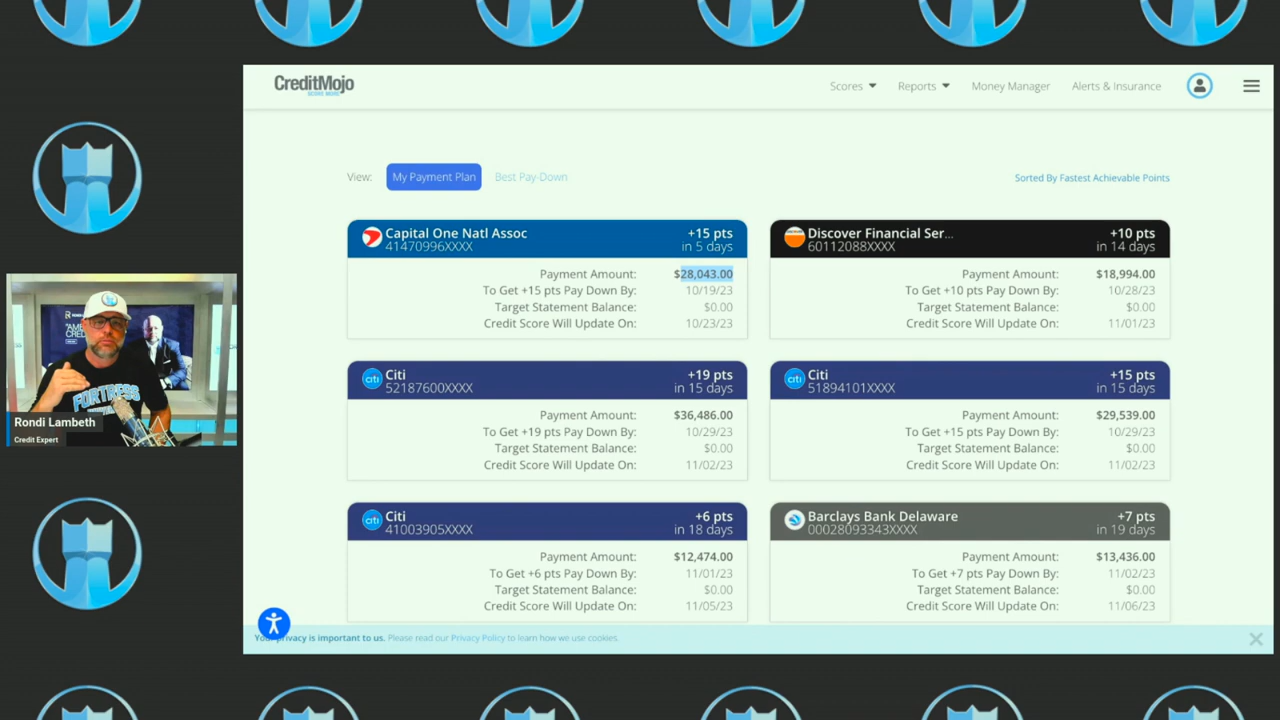 CreditMojo
SCORE MORE
Scores
Reports
Money Manager
Alerts & Insurance
View:
My Payment Plan
Best Pay-Down
Sorted By Fastest Achievable Points
Capital One Natl Assoc
+15 pts
41470996XXXX
in 5 days
Payment Amount: $28,043.00
To Get +15 pts Pay Down By: 10/19/23
Target Statement Balance: $0.00
Credit Score Will Update On: 10/23/23
Discover Financial Ser...
+10 pts
60112088XXXX
in 14 days
Payment Amount: $18,994.00
To Get +10 pts Pay Down By: 10/28/23
Target Statement Balance: $0.00
Credit Score Will Update On: 11/01/23
citi
Citi
+19 pts
52187600XXXX
in 15 days
Payment Amount: $36,486.00
To Get +19 pts Pay Down By: 10/29/23
Target Statement Balance: $0.00
Credit Score Will Update On: 11/02/23
citi
Citi
+15 pts
51894101XXXX
in 15 days
Payment Amount: $29,539.00
To Get +15 pts Pay Down By: 10/29/23
Target Statement Balance: $0.00
Credit Score Will Update On: 11/02/23
citi
Citi
+6 pts
41003905XXXX
in 18 days
Payment Amount: $12,474.00
To Get +6 pts Pay Down By: 11/01/23
Target Statement Balance: $0.00
Credit Score Will Update On: 11/05/23
Barclays Bank Delaware
+7 pts
00028093343XXXX
in 19 days
Payment Amount: $13,436.00
To Get +7 pts Pay Down By: 11/02/23
Target Statement Balance: $0.00
Credit Score Will Update On: 11/06/23
privacy is important to us. Please read our Privacy Policy to learn how we use cookies.
FORTRESS
Rondi Lambeth
Credit Expert